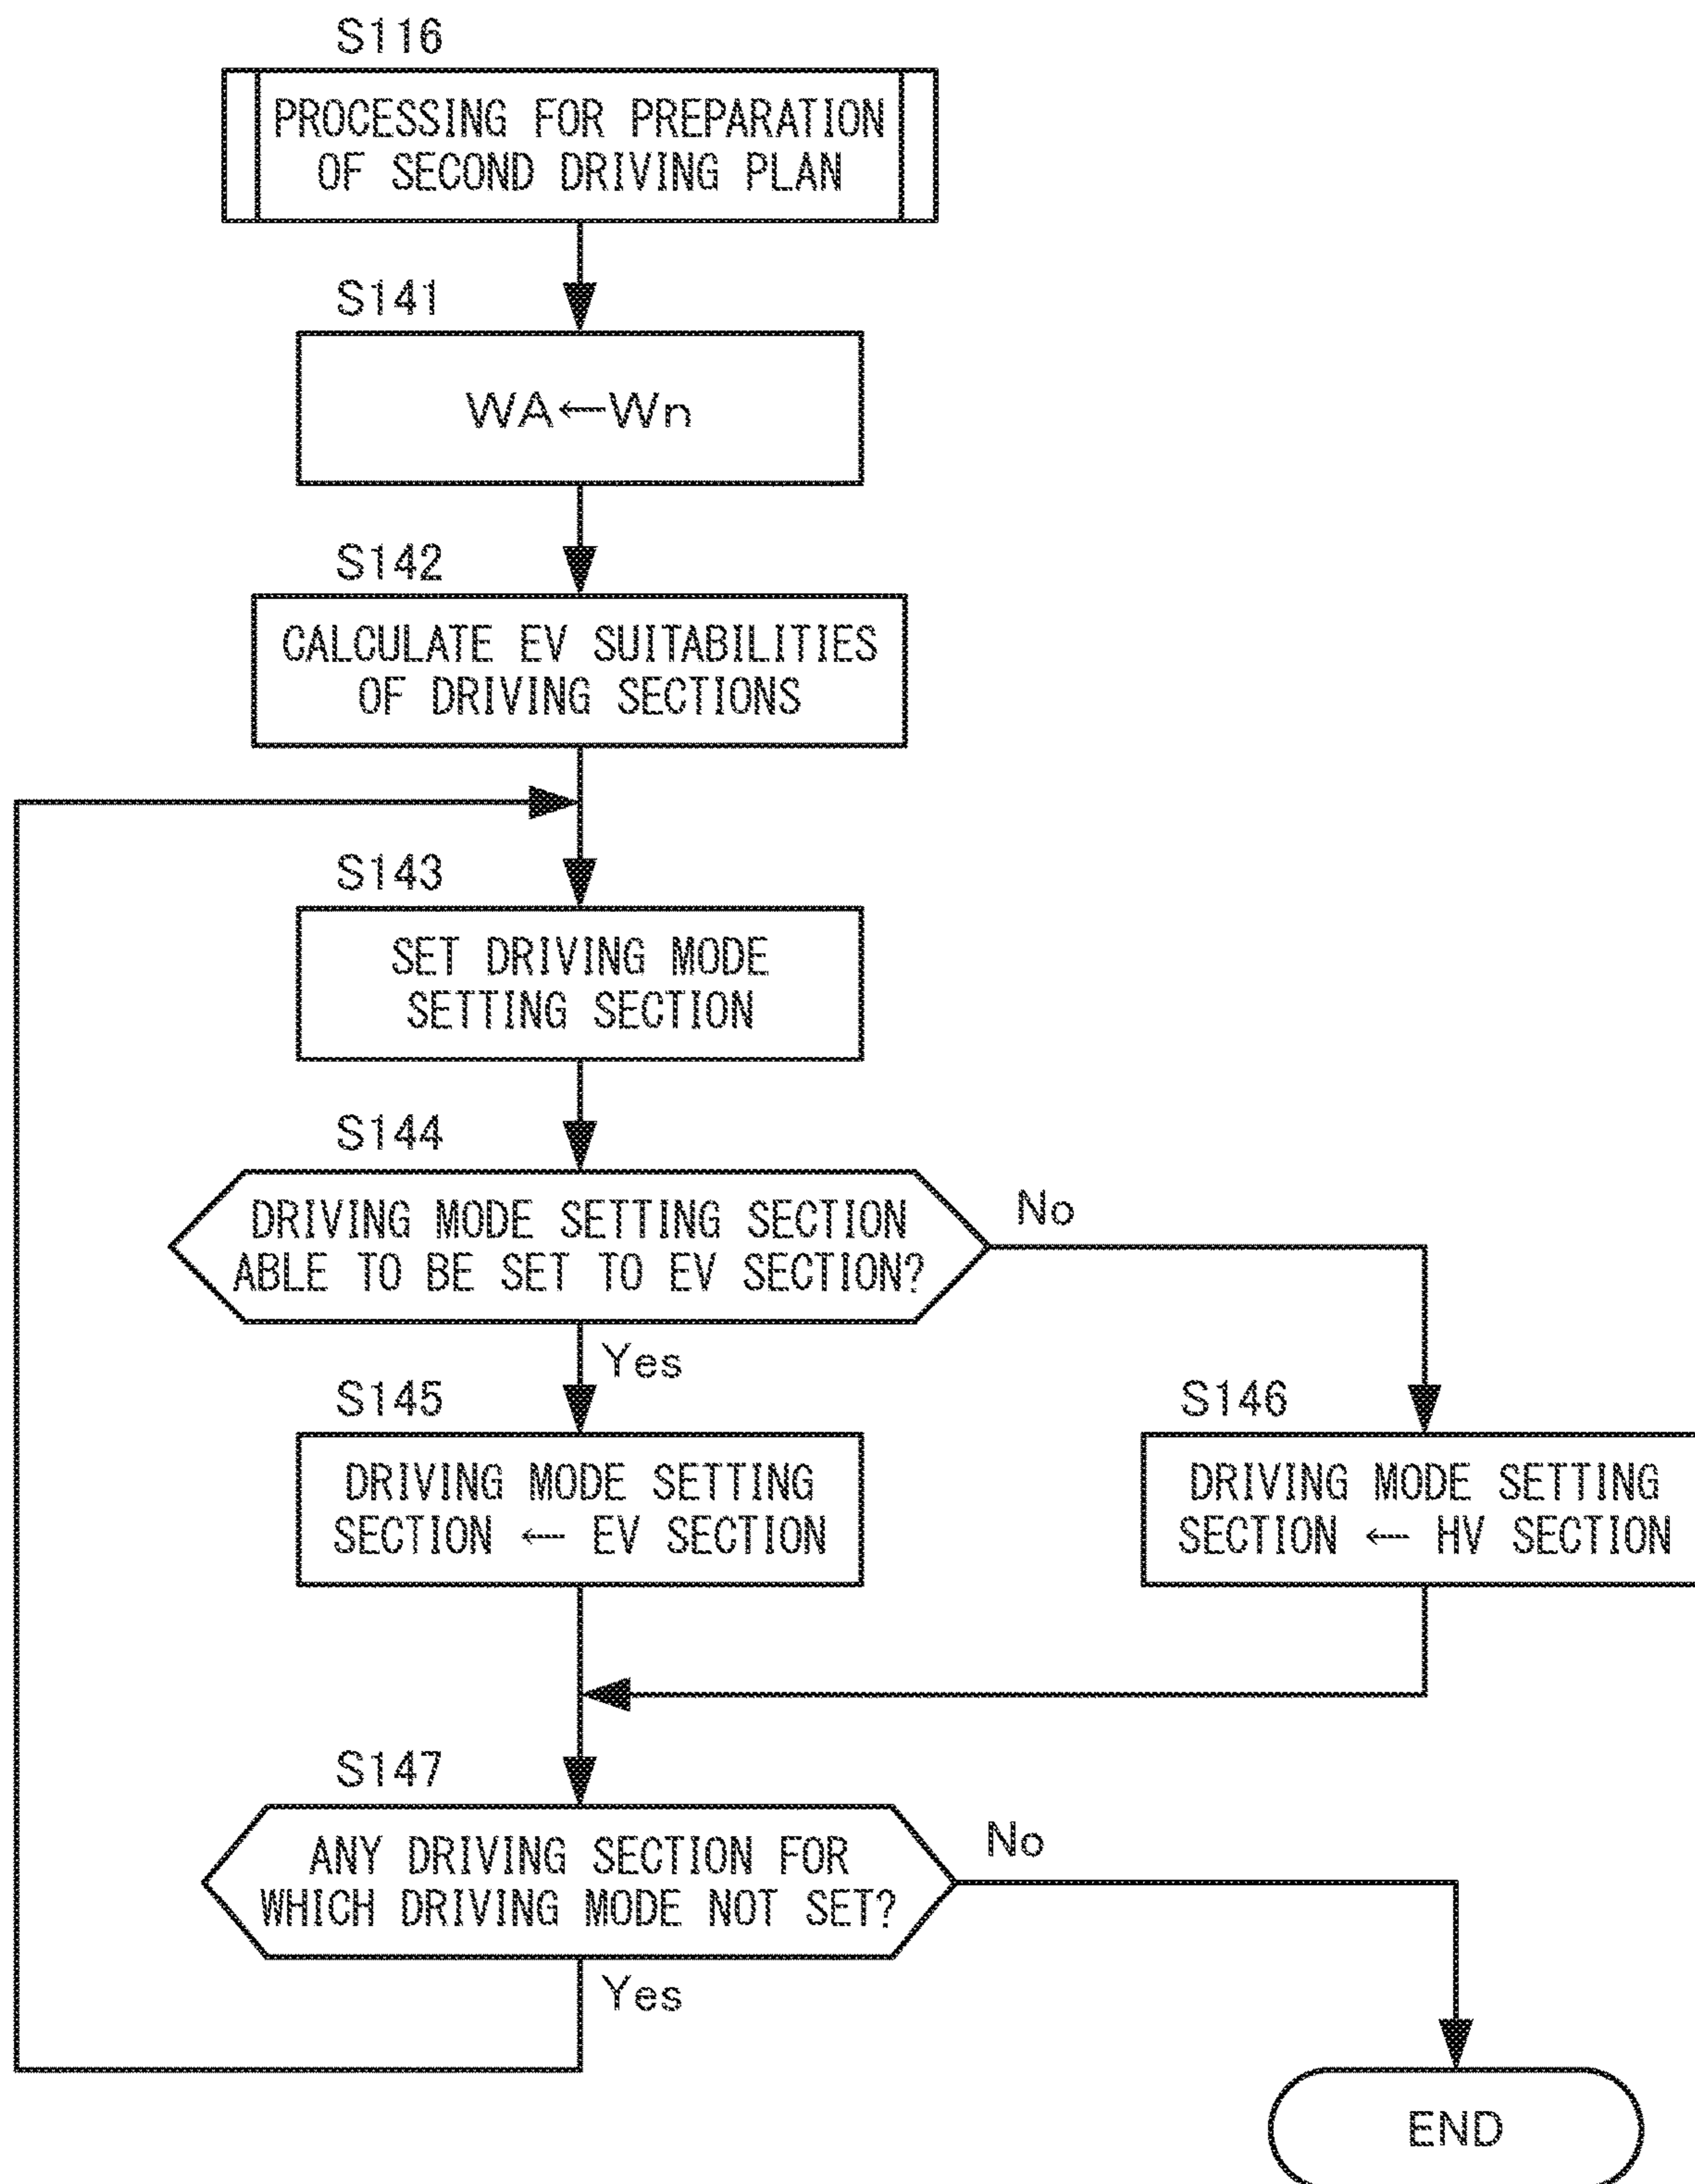 S116
PROCESSING FOR PREPARATION
OF SECOND DRIVING PLAN
S141
WA←Wn
S142
CALCULATE EV SUITABILITIES
OF DRIVING SECTIONS
S143
SET DRIVING MODE
SETTING SECTION
S144
DRIVING MODE SETTING SECTION
ABLE TO BE SET TO EV SECTION?
No
Yes
S145
DRIVING MODE SETTING
SECTION ← EV SECTION
S146
DRIVING MODE SETTING
SECTION ← HV SECTION
S147
ANY DRIVING SECTION FOR
WHICH DRIVING MODE NOT SET?
No
Yes
END